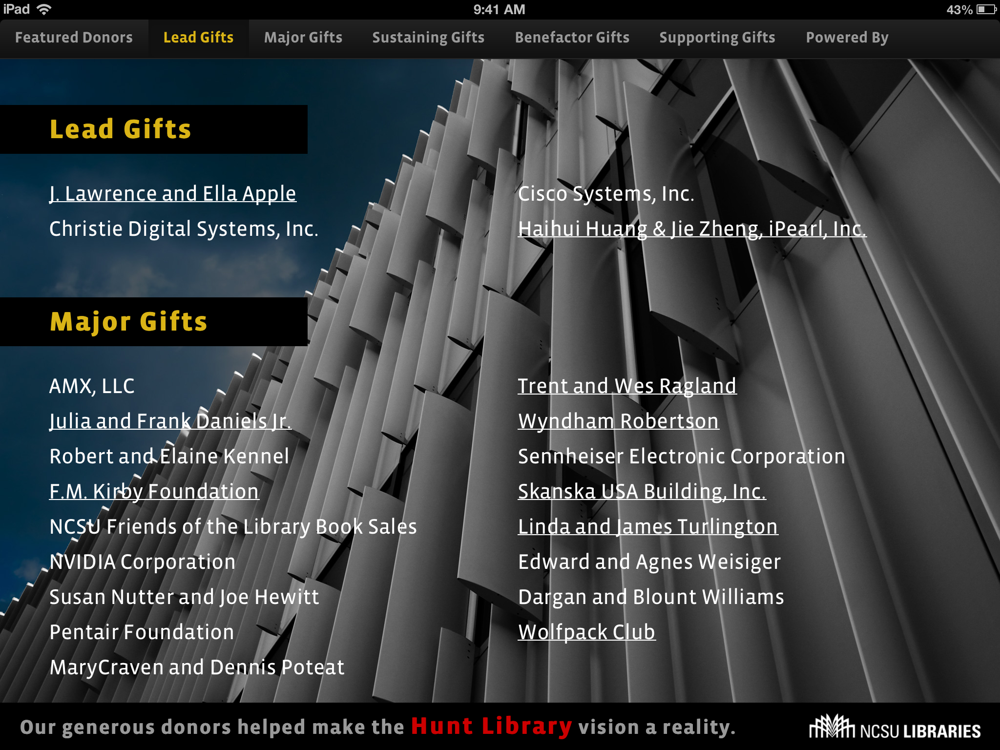 iPad 9:41 AM 43%
Featured Donors Lead Gifts Major Gifts Sustaining Gifts Benefactor Gifts Supporting Gifts Powered By
Lead Gifts
J. Lawrence and Ella Apple
Christie Digital Systems, Inc.
Cisco Systems, Inc.
Haihui Huang & Jie Zheng, iPearl, Inc.
Major Gifts
AMX, LLC
Julia and Frank Daniels Jr.
Robert and Elaine Kennel
F.M. Kirby Foundation
NCSU Friends of the Library Book Sales
NVIDIA Corporation
Susan Nutter and Joe Hewitt
Pentair Foundation
MaryCraven and Dennis Poteat
Trent and Wes Ragland
Wyndham Robertson
Sennheiser Electronic Corporation
Skanska USA Building, Inc.
Linda and James Turlington
Edward and Agnes Weisiger
Dargan and Blount Williams
Wolfpack Club
Our generous donors helped make the Hunt Library vision a reality.
NCSU LIBRARIES